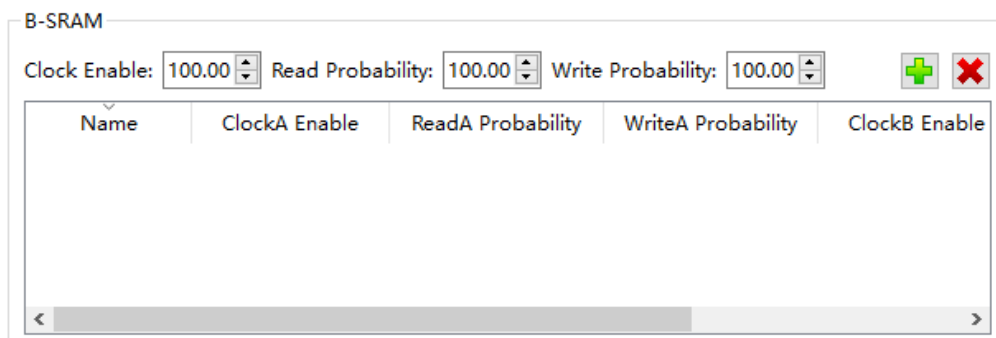 B-SRAM
Clock Enable: 100.00 Read Probability: 100.00 Write Probability: 100.00
Name ClockA Enable ReadA Probability WriteA Probability ClockB Enable